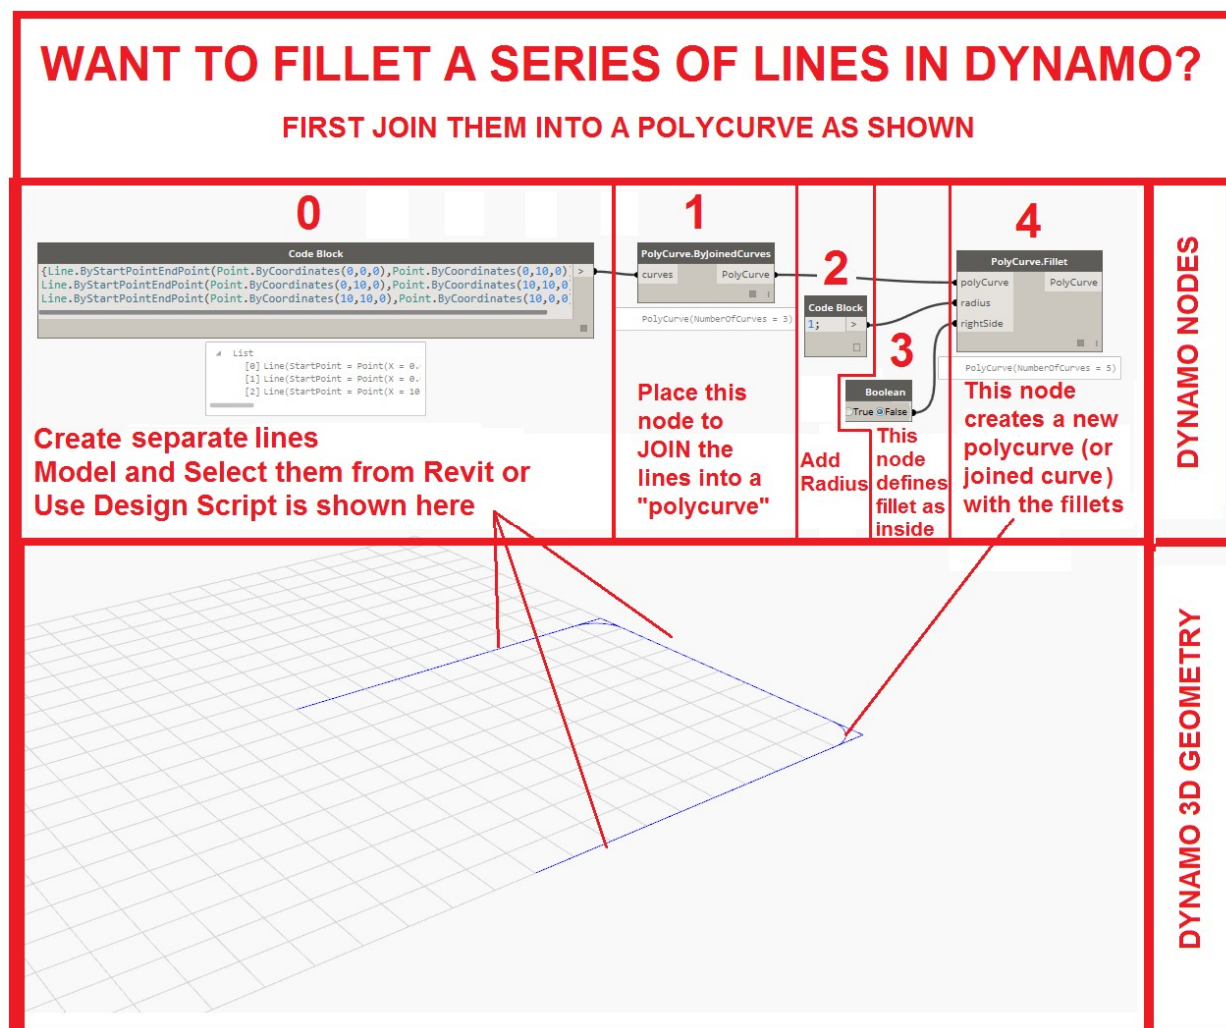 WANT TO FILLET A SERIES OF LINES IN DYNAMO?
FIRST JOIN THEM INTO A POLYCURVE AS SHOWN
0
Code Block
{Line.ByStartPointEndPoint(Point.ByCoordinates(0,0,0),Point.ByCoordinates(0,10,0)
Line.ByStartPointEndPoint(Point.ByCoordinates(0,10,0),Point.ByCoordinates(10,10,0
Line.ByStartPointEndPoint(Point.ByCoordinates(10,10,0),Point.ByCoordinates(10,0,0
>
List
[0] Line(StartPoint = Point(X = 0.
[1] Line(StartPoint = Point(X = 0.
[2] Line(StartPoint = Point(X = 10
Create separate lines
Model and Select them from Revit or
Use Design Script is shown here
1
PolyCurve.ByJoinedCurves
curves PolyCurve
PolyCurve(NumberOfCurves = 3)
Place this
node to
JOIN the
lines into a
"polycurve"
2
Code Block
1; >
Add
Radius
3
Boolean
True False
This
node
defines
fillet as
inside
4
PolyCurve.Fillet
polyCurve PolyCurve
radius
rightSide
PolyCurve(NumberOfCurves = 5)
This node
creates a new
polycurve (or
joined curve)
with the fillets
DYNAMO NODES
DYNAMO 3D GEOMETRY